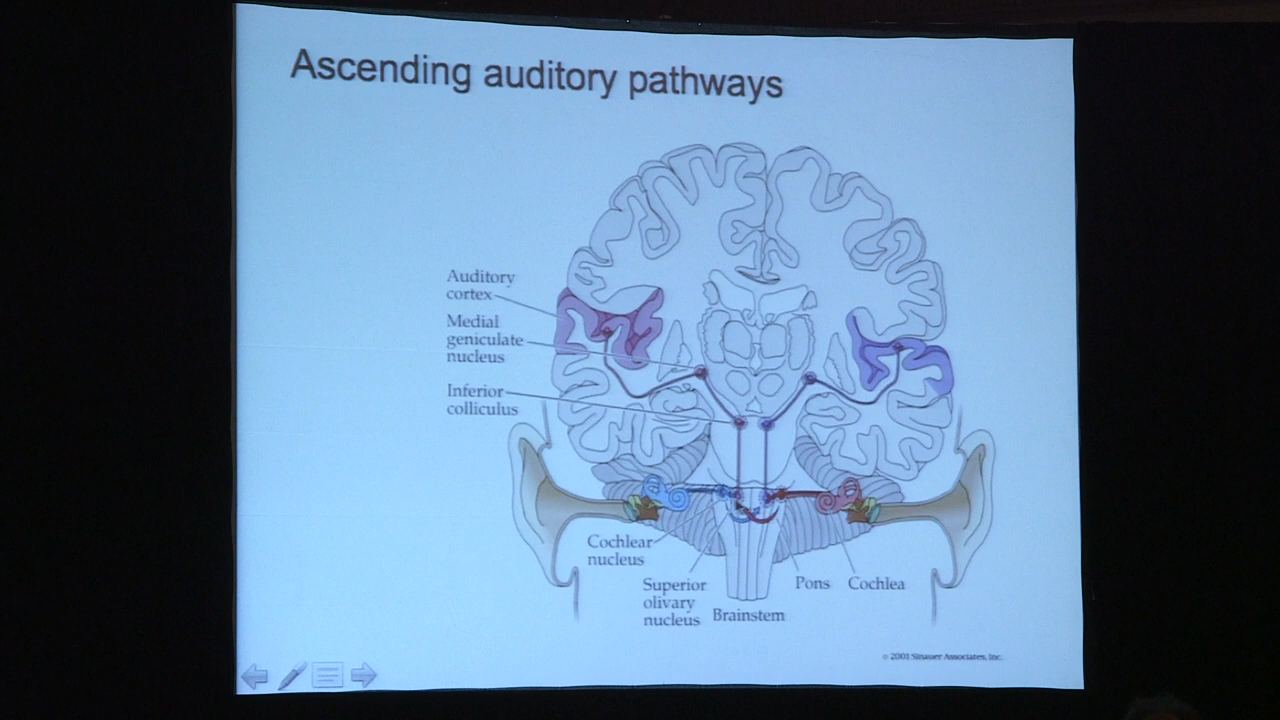 Ascending auditory pathways
Auditory
cortex
Medial
geniculate
nucleus
Inferior
colliculus
Cochlear
nucleus
Superior
olivary
nucleus
Brainstem
Pons
Cochlea
© 2001 Sinauer Associates, Inc.